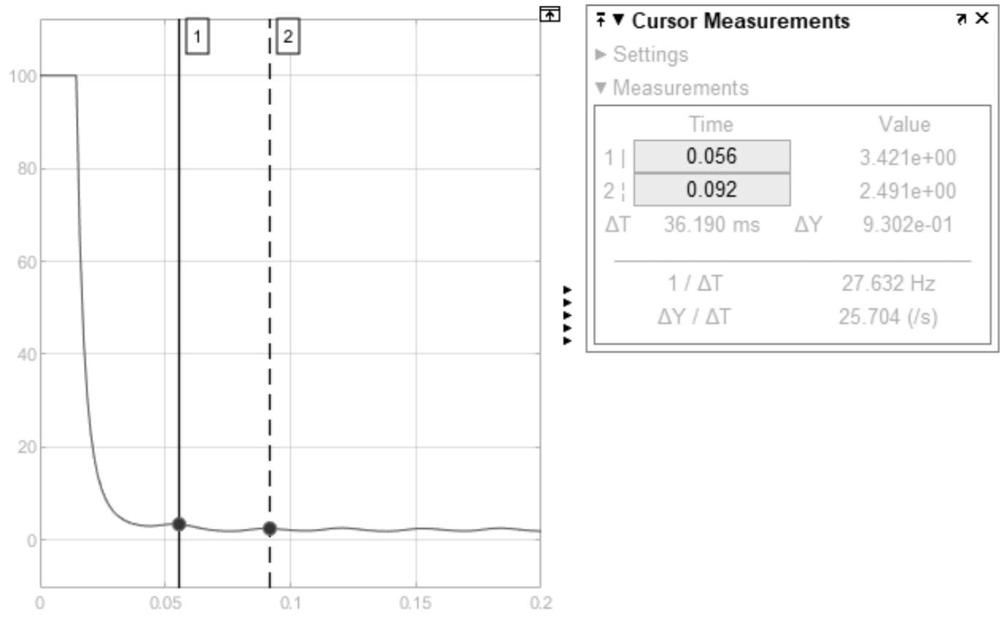 1
2
100
80
60
40
20
0
0 0.05 0.1 0.15 0.2
Cursor Measurements
Settings
Measurements
Time Value
1 | 0.056 3.421e+00
2 ¦ 0.092 2.491e+00
ΔT 36.190 ms ΔY 9.302e-01
1 / ΔT 27.632 Hz
ΔY / ΔT 25.704 (/s)